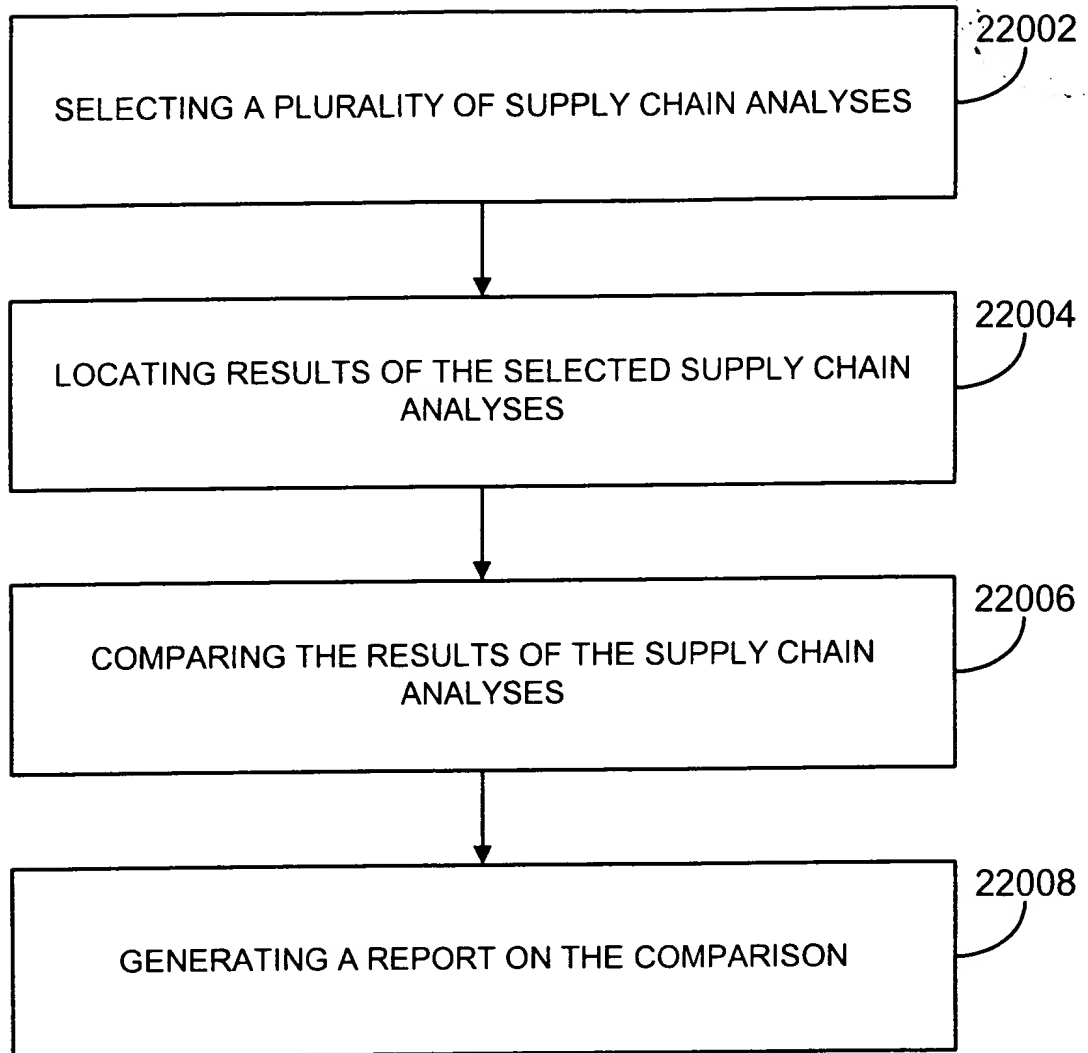 22002
SELECTING A PLURALITY OF SUPPLY CHAIN ANALYSES
22004
LOCATING RESULTS OF THE SELECTED SUPPLY CHAIN
ANALYSES
22006
COMPARING THE RESULTS OF THE SUPPLY CHAIN
ANALYSES
22008
GENERATING A REPORT ON THE COMPARISON